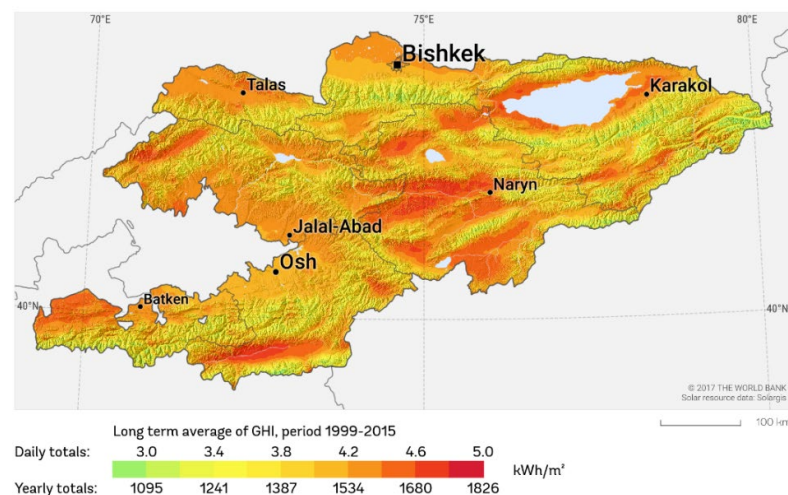 70°E 75°E 80°E
Bishkek
Talas
Karakol
Naryn
Jalal-Abad
Osh
Batken
40°N 40°N
© 2017 THE WORLD BANK
Solar resource data: Solargis
100 km
Long term average of GHI, period 1999-2015
Daily totals: 3.0 3.4 3.8 4.2 4.6 5.0
kWh/m²
Yearly totals: 1095 1241 1387 1534 1680 1826